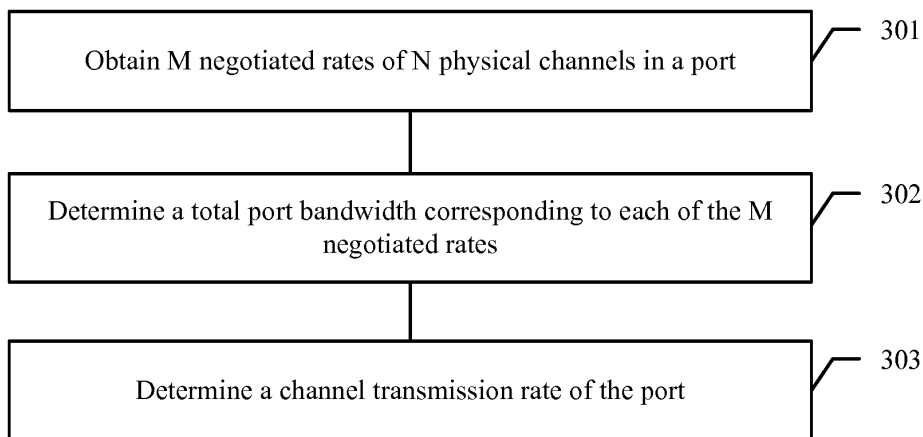 301
Obtain M negotiated rates of N physical channels in a port
302
Determine a total port bandwidth corresponding to each of the M
negotiated rates
303
Determine a channel transmission rate of the port